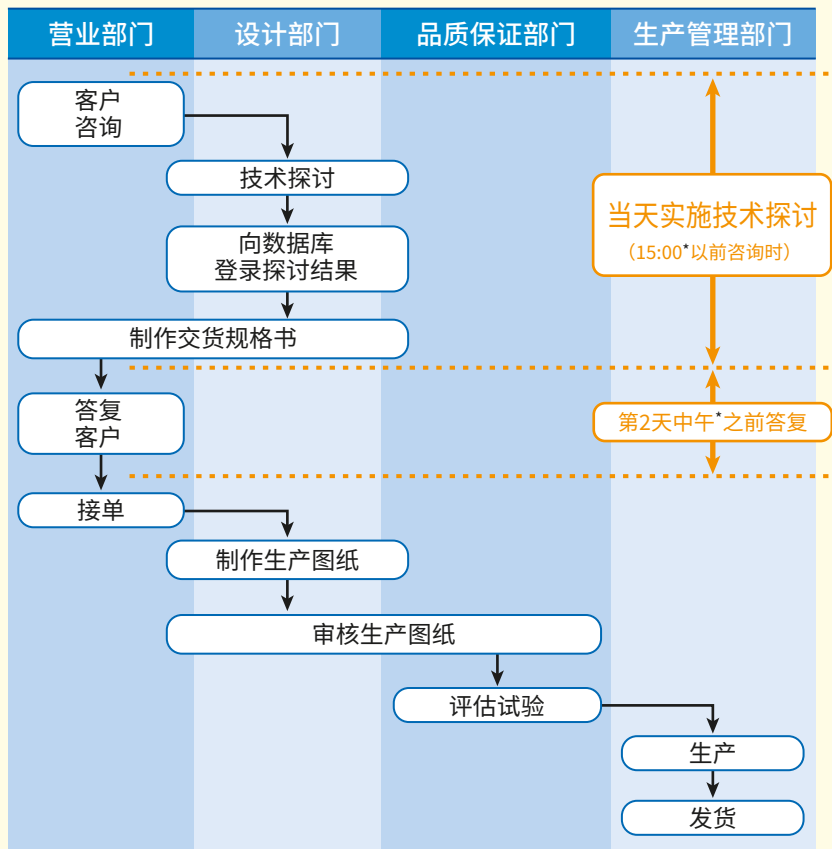 营业部门
设计部门
品质保证部门
生产管理部门
客户
咨询
技术探讨
向数据库
登录探讨结果
当天实施技术探讨
（15:00*以前咨询时）
制作交货规格书
答复
客户
第2天中午*之前答复
接单
制作生产图纸
审核生产图纸
评估试验
生产
发货